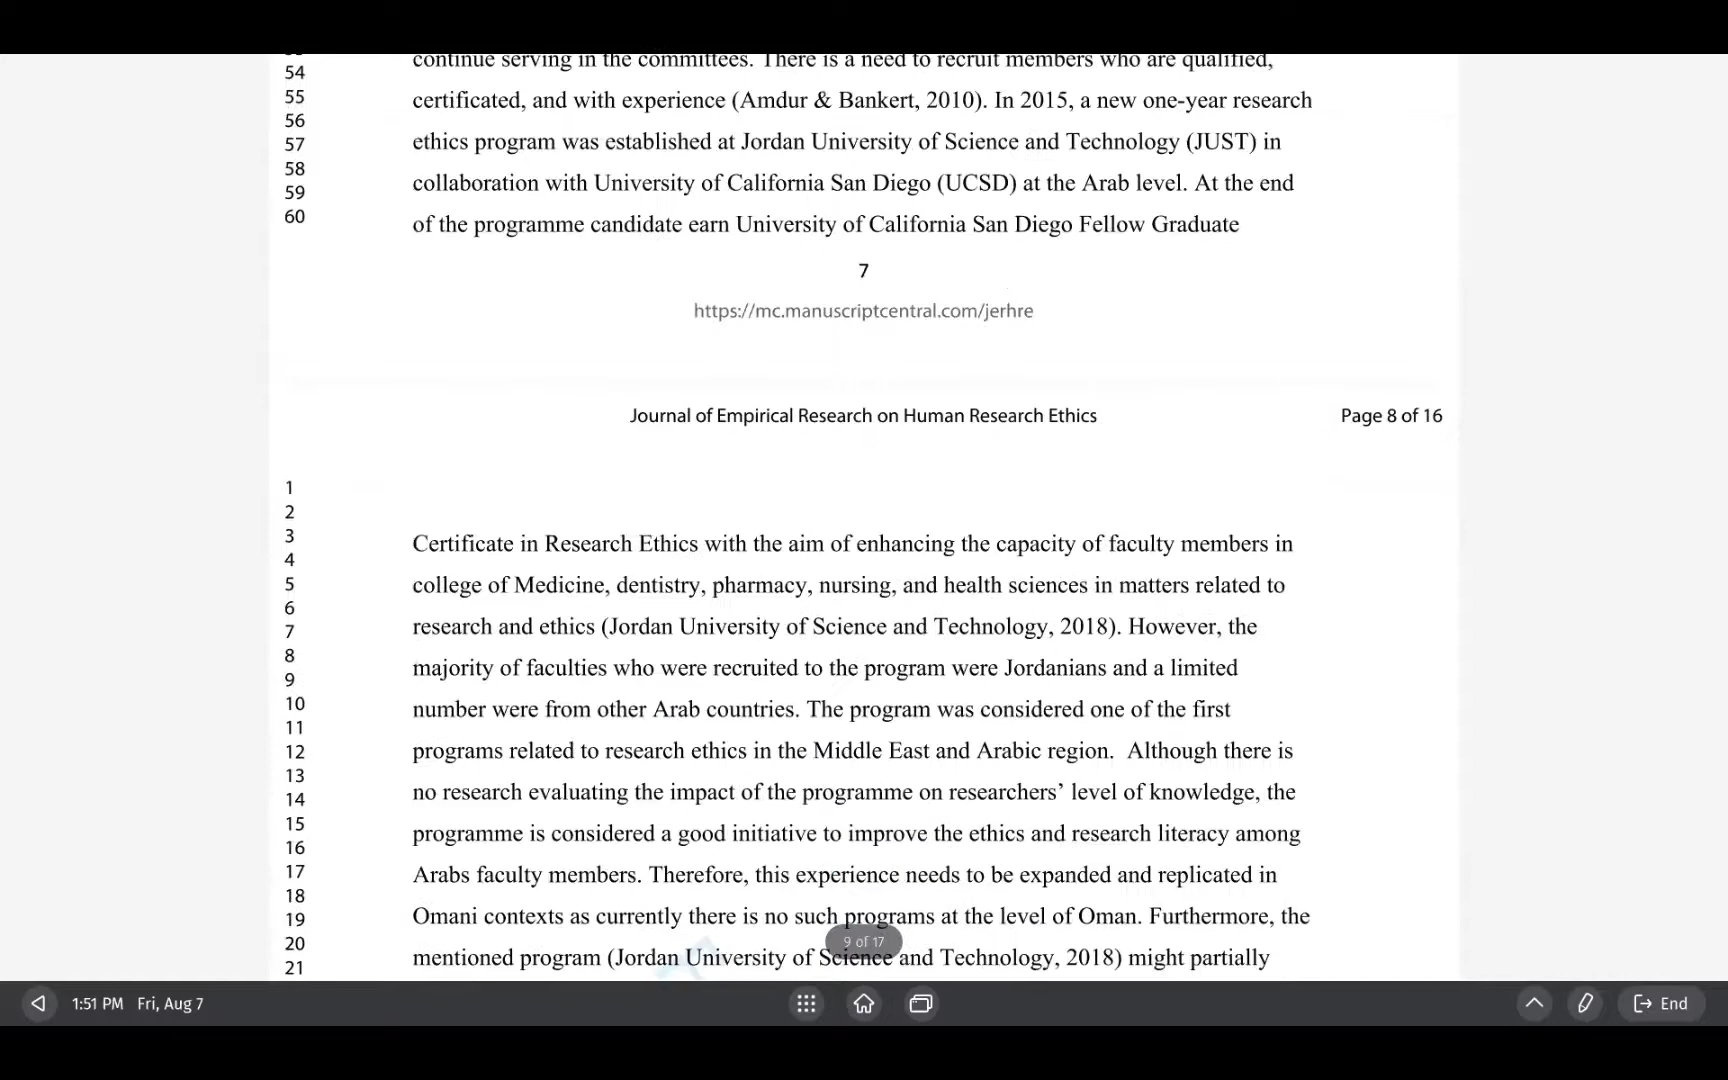 continue serving in the committees. There is a need to recruit members who are qualified,
54
55
certificated, and with experience (Amdur & Bankert, 2010). In 2015, a new one-year research
56
57
ethics program was established at Jordan University of Science and Technology (JUST) in
58
59
collaboration with University of California San Diego (UCSD) at the Arab level. At the end
60
of the programme candidate earn University of California San Diego Fellow Graduate
7
https://mc.manuscriptcentral.com/jerhre
Journal of Empirical Research on Human Research Ethics Page 8 of 16
1
2
3
Certificate in Research Ethics with the aim of enhancing the capacity of faculty members in
4
5
college of Medicine, dentistry, pharmacy, nursing, and health sciences in matters related to
6
7
research and ethics (Jordan University of Science and Technology, 2018). However, the
8
majority of faculties who were recruited to the program were Jordanians and a limited
9
10
number were from other Arab countries. The program was considered one of the first
11
12
programs related to research ethics in the Middle East and Arabic region. Although there is
13
14
no research evaluating the impact of the programme on researchers’ level of knowledge, the
15
programme is considered a good initiative to improve the ethics and research literacy among
16
17
Arabs faculty members. Therefore, this experience needs to be expanded and replicated in
18
19
Omani contexts as currently there is no such programs at the level of Oman. Furthermore, the
20
9 of 17
mentioned program (Jordan University of Science and Technology, 2018) might partially
21
1:51 PM Fri, Aug 7
End